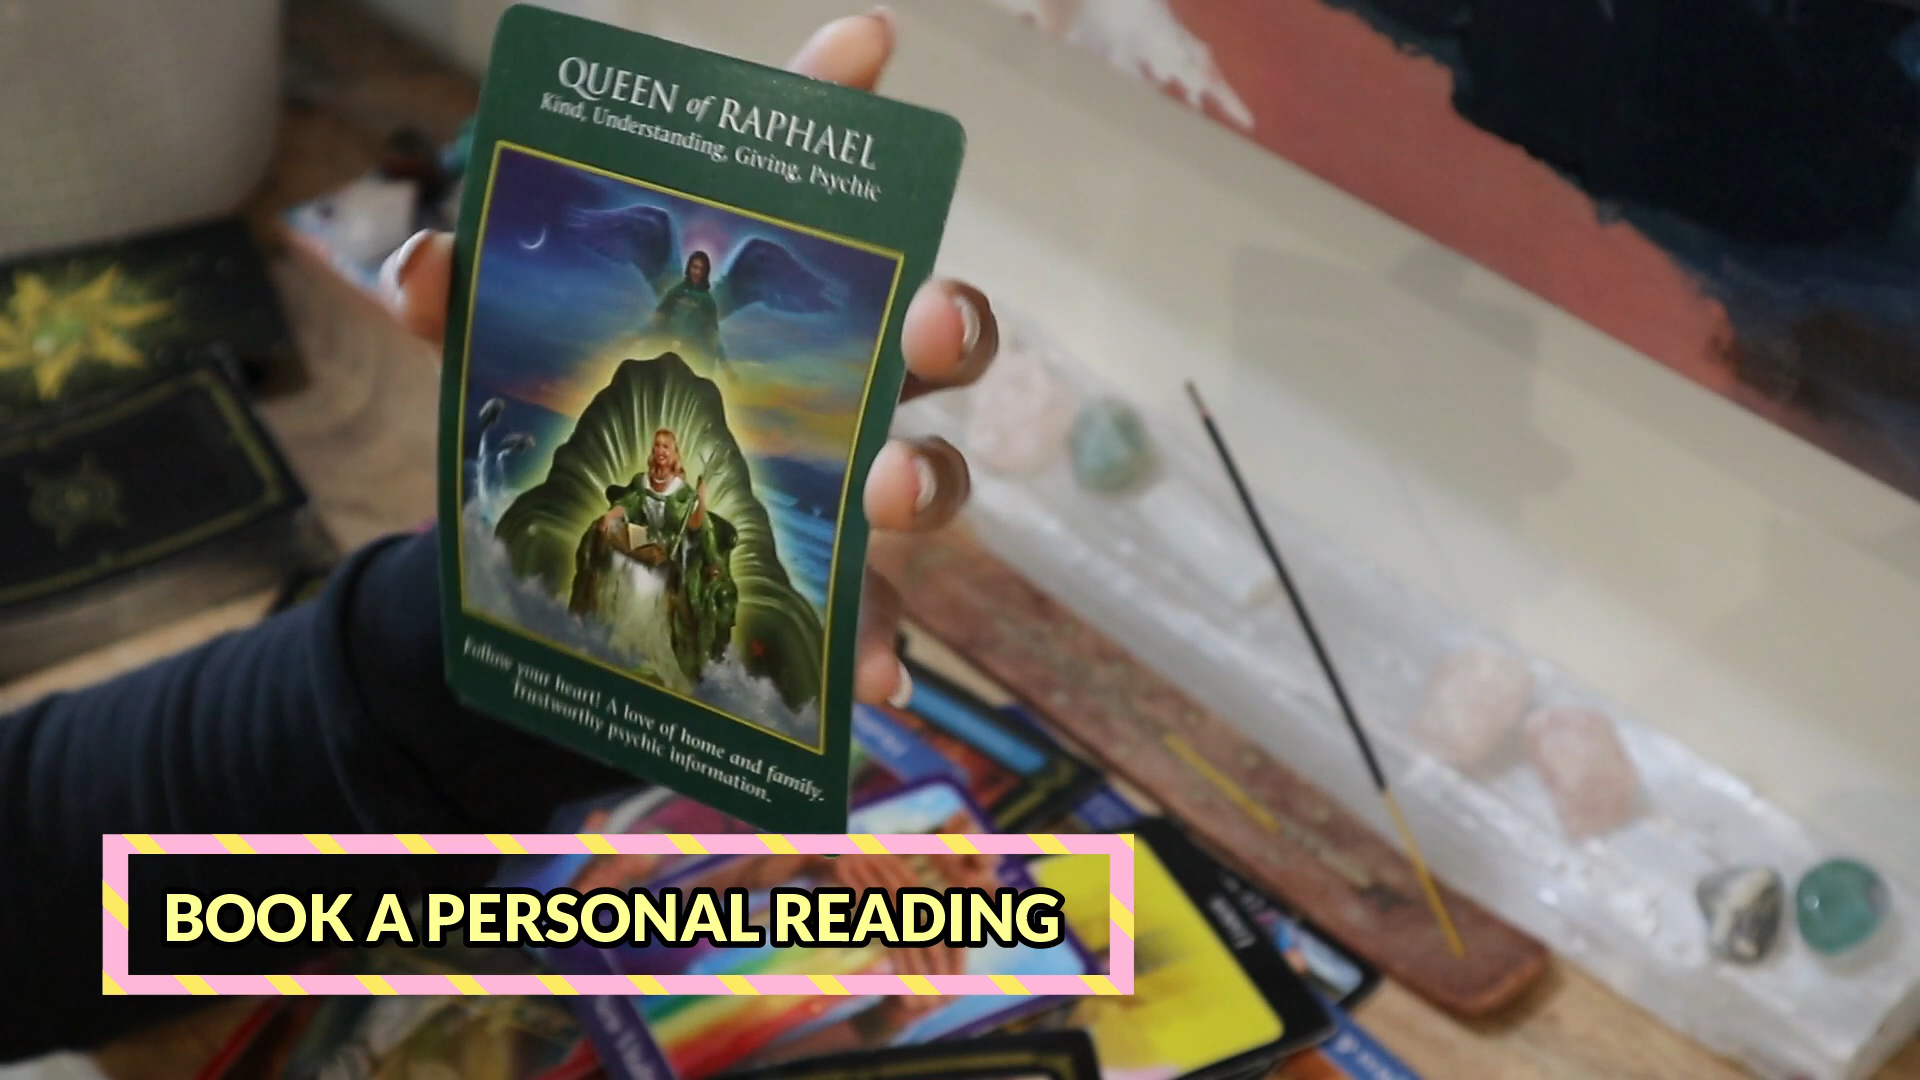 QUEEN of RAPHAEL
Kind, Understanding, Giving, Psychic
Follow your heart! A love of home and family.
Trustworthy psychic information.
BOOK A PERSONAL READING